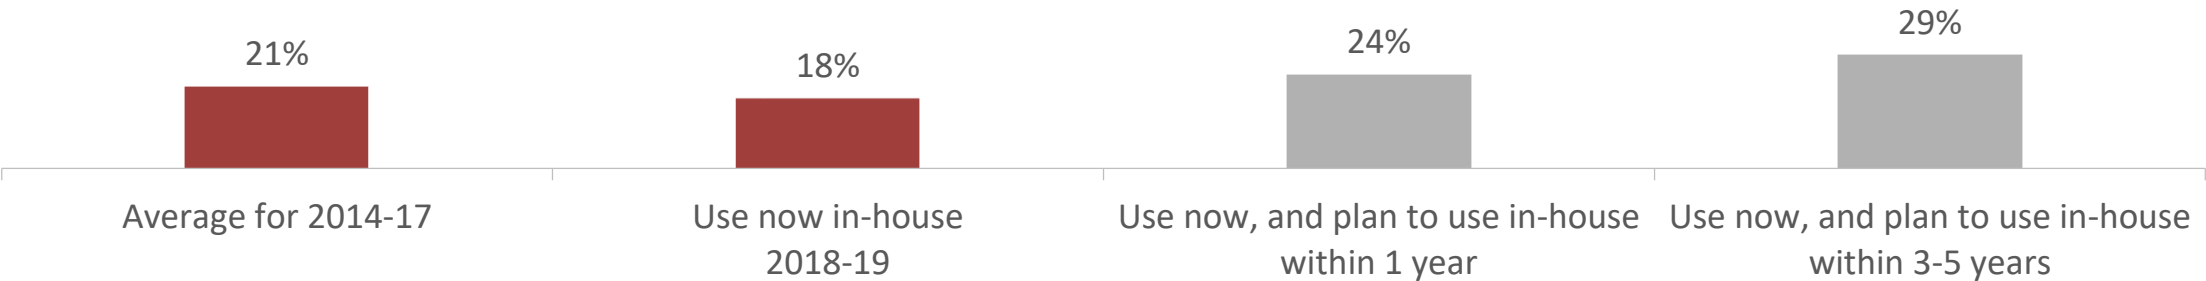 21%
18%
24%
29%
Average for 2014-17
Use now in-house
2018-19
Use now, and plan to use in-house
within 1 year
Use now, and plan to use in-house
within 3-5 years